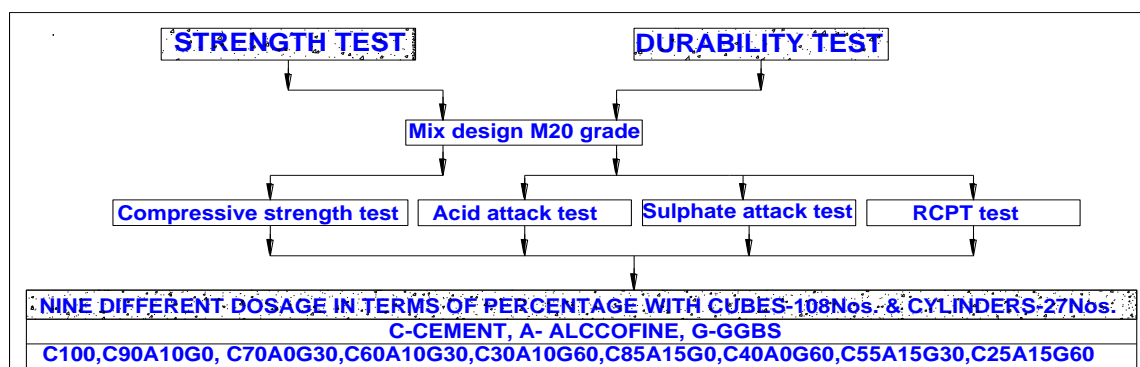 STRENGTH TEST
DURABILITY TEST
Mix design M20 grade
Compressive strength test
Acid attack test
Sulphate attack test
RCPT test
NINE DIFFERENT DOSAGE IN TERMS OF PERCENTAGE WITH CUBES-108Nos. & CYLINDERS-27Nos.
C-CEMENT, A- ALCCOFINE, G-GGBS
C100,C90A10G0, C70A0G30,C60A10G30,C30A10G60,C85A15G0,C40A0G60,C55A15G30,C25A15G60